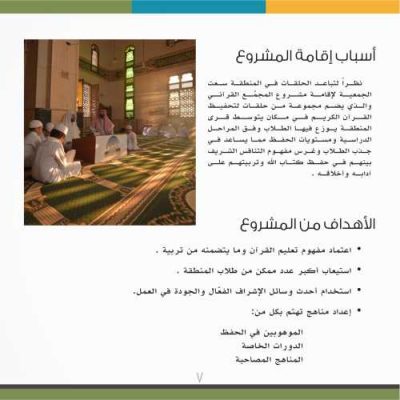 أسباب إقامة المشروع
نظراً لتباعد الحلقات في المنطقة سعت
الجمعية لإقامة مشروع المجمّع القرآني
والذي يضم مجموعة من حلقات لتحفيظ
القرآن الكريم في مكان يتوسط قرى
المنطقة يوزع فيها الطلاب وفق المراحل
الدراسية ومستويات الحفظ مما يساعد في
جذب الطلاب وغرس مفهوم التنافس الشريف
بينهم في حفظ كتاب الله وتربيتهم على
آدابه وأخلاقه .
الأهداف من المشروع
• اعتماد مفهوم تعليم القرآن وما يتضمنه من تربية .
• استيعاب أكبر عدد ممكن من طلاب المنطقة .
• استخدام أحدث وسائل الإشراف الفعّال والجودة في العمل.
• إعداد مناهج تهتم بكل من:
الموهوبين في الحفظ
الدورات الخاصة
المناهج المصاحبة
٧